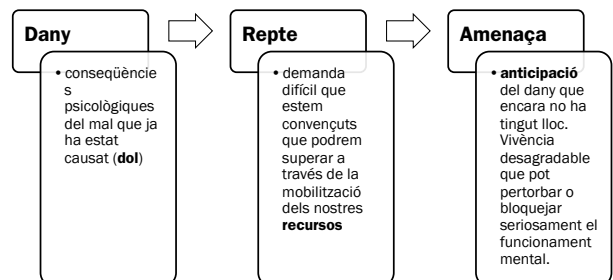 Dany
• conseqüèncie
s
psicològiques
del mal que ja
ha estat
causat (dol)
Repte
• demanda
difícil que
estem
convençuts
que podrem
superar a
través de la
mobilització
dels nostres
recursos
Amenaça
• anticipació
del dany que
encara no ha
tingut lloc.
Vivència
desagradable
que pot
pertorbar o
bloquejar
seriosament el
funcionament
mental.